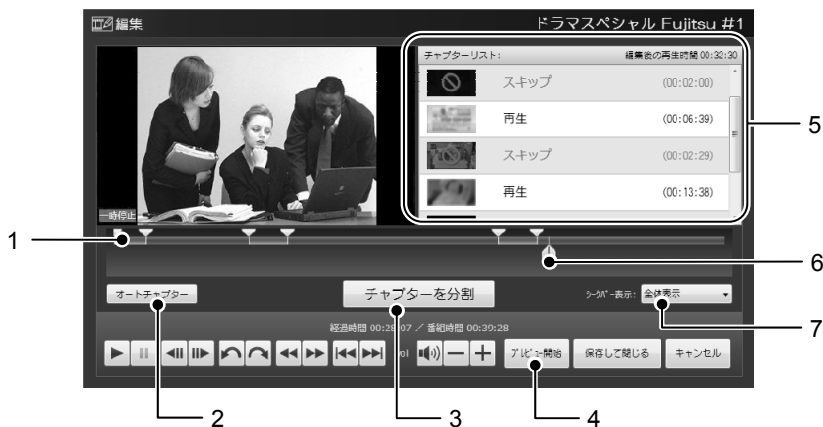 編集
ドラマスペシャル Fujitsu #1
チャプターリスト:
編集後の再生時間 00:32:30
スキップ
(00:02:00)
再生
(00:06:39)
スキップ
(00:02:29)
再生
(00:13:38)
一時停止
5
1
6
オートチャプター
チャプターを分割
シークバー表示:
全体表示
7
経過時間 00:28:07 ／ 番組時間 00:39:28
プレビュー開始
保存して閉じる
キャンセル
2
3
4